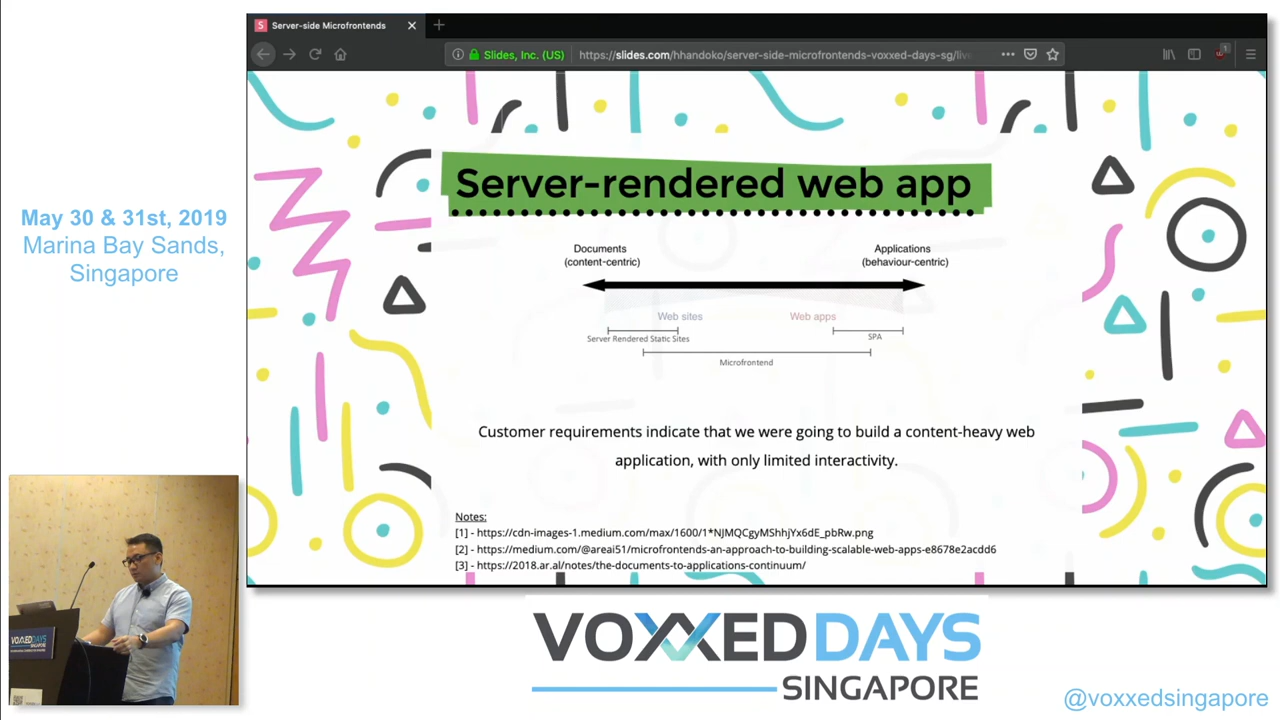 Server-side Microfrontends
Slides, Inc. (US)
https://slides.com/hhandoko/server-side-microfrontends-voxxed-days-sg/live
1
May 30 & 31st, 2019
Marina Bay Sands,
Singapore
Server-rendered web app
Documents
(content-centric)
Applications
(behaviour-centric)
Web sites
Web apps
Server Rendered Static Sites
SPA
Microfrontend
Customer requirements indicate that we were going to build a content-heavy web
application, with only limited interactivity.
Notes:
[1] - https://cdn-images-1.medium.com/max/1600/1*NJMQCgyMShhjYx6dE_pbRw.png
[2] - https://medium.com/@areai51/microfrontends-an-approach-to-building-scalable-web-apps-e8678e2acdd6
[3] - https://2018.ar.al/notes/the-documents-to-applications-continuum/
VOXXED DAYS
SINGAPORE
VOXXED DAYS
SINGAPORE
@voxxedsingapore